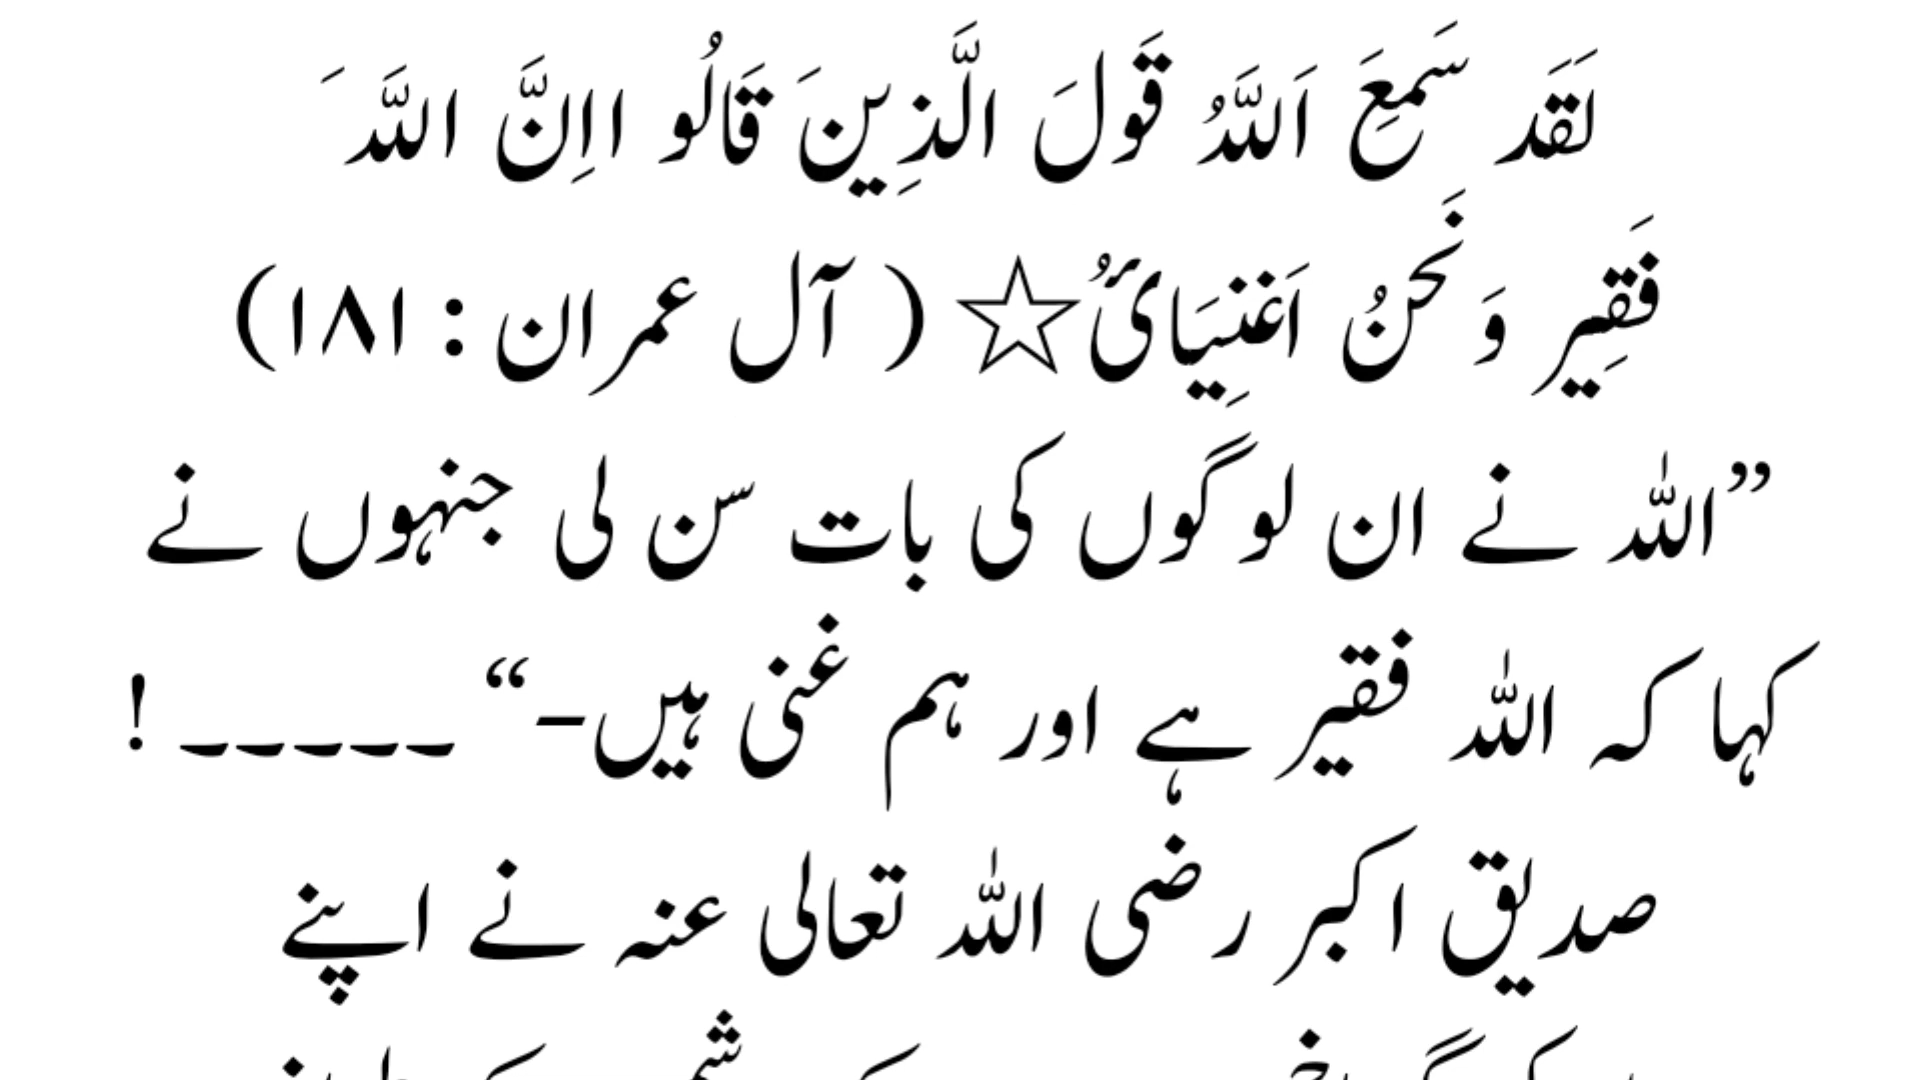 لَقَد سَمِعَ اَللَّہُ قَولَ الَّذِینَ قَالُو ااِنَّ اللَّہَ
فَقِیر وَ نَحنُ اَغنِیَائُ☆ ( آل عمران : ۱۸۱)
”اللہ نے ان لوگوں کی بات سن لی جنہوں نے
کہا کہ اللہ فقیر ہے اور ہم غنی ہیں–“ ۔۔۔۔۔ !
صدیق اکبر رضی اللہ تعالی عنہ نے اپنے